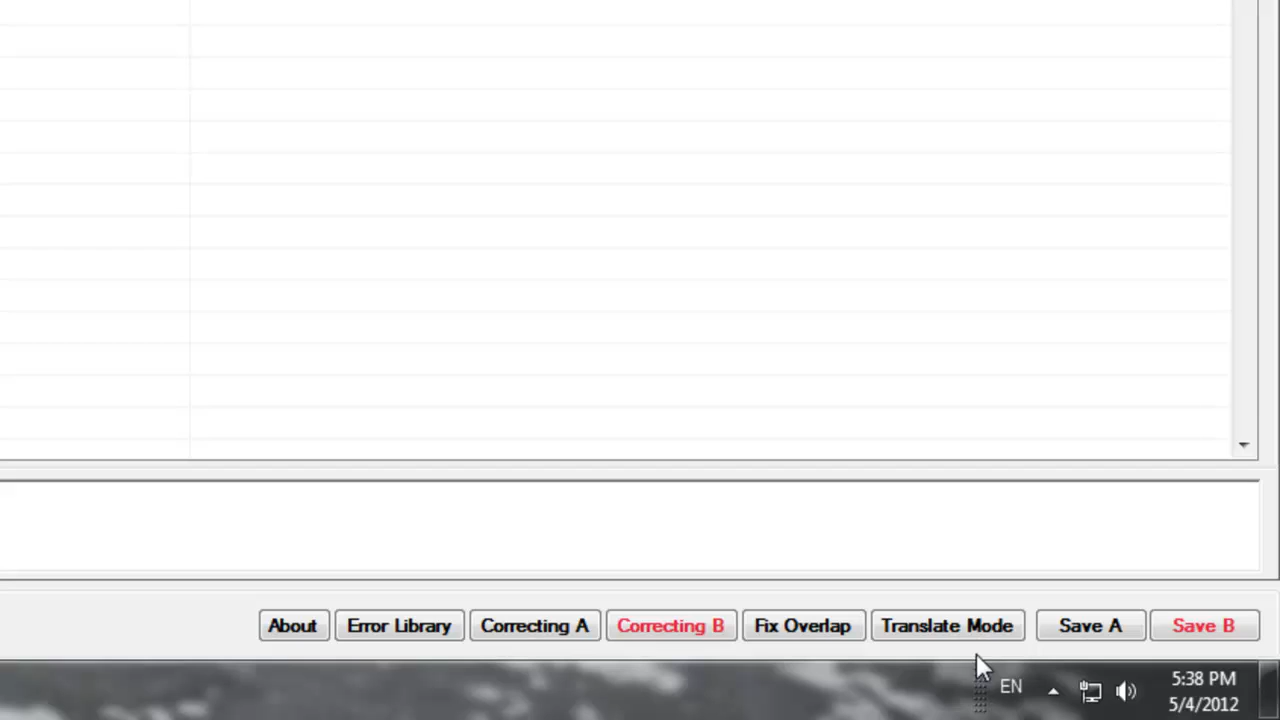 About Error Library Correcting A Correcting B Fix Overlap Translate Mode Save A Save B
EN 5:38 PM
5/4/2012